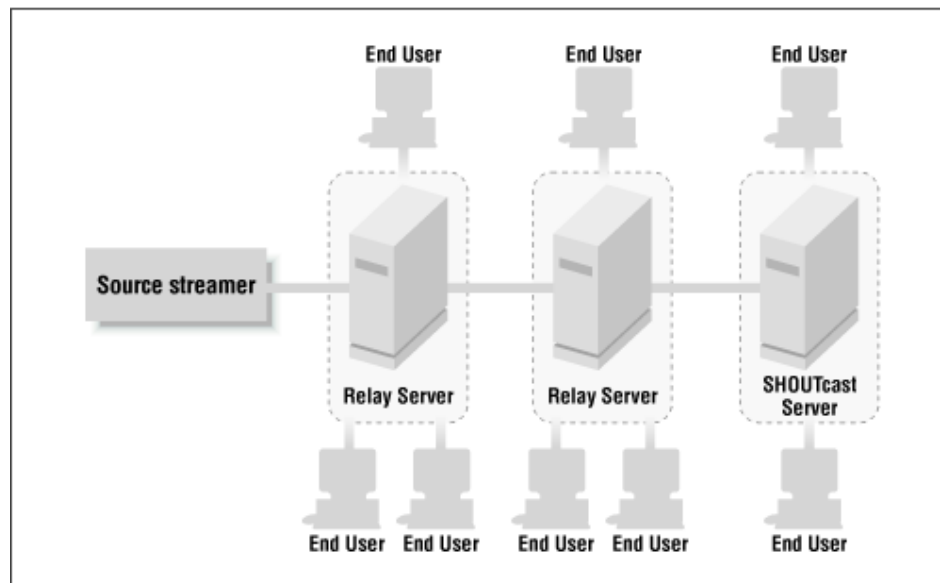 End User
End User
End User
Source streamer
Relay Server
Relay Server
SHOUTcast
Server
End User
End User
End User
End User
End User